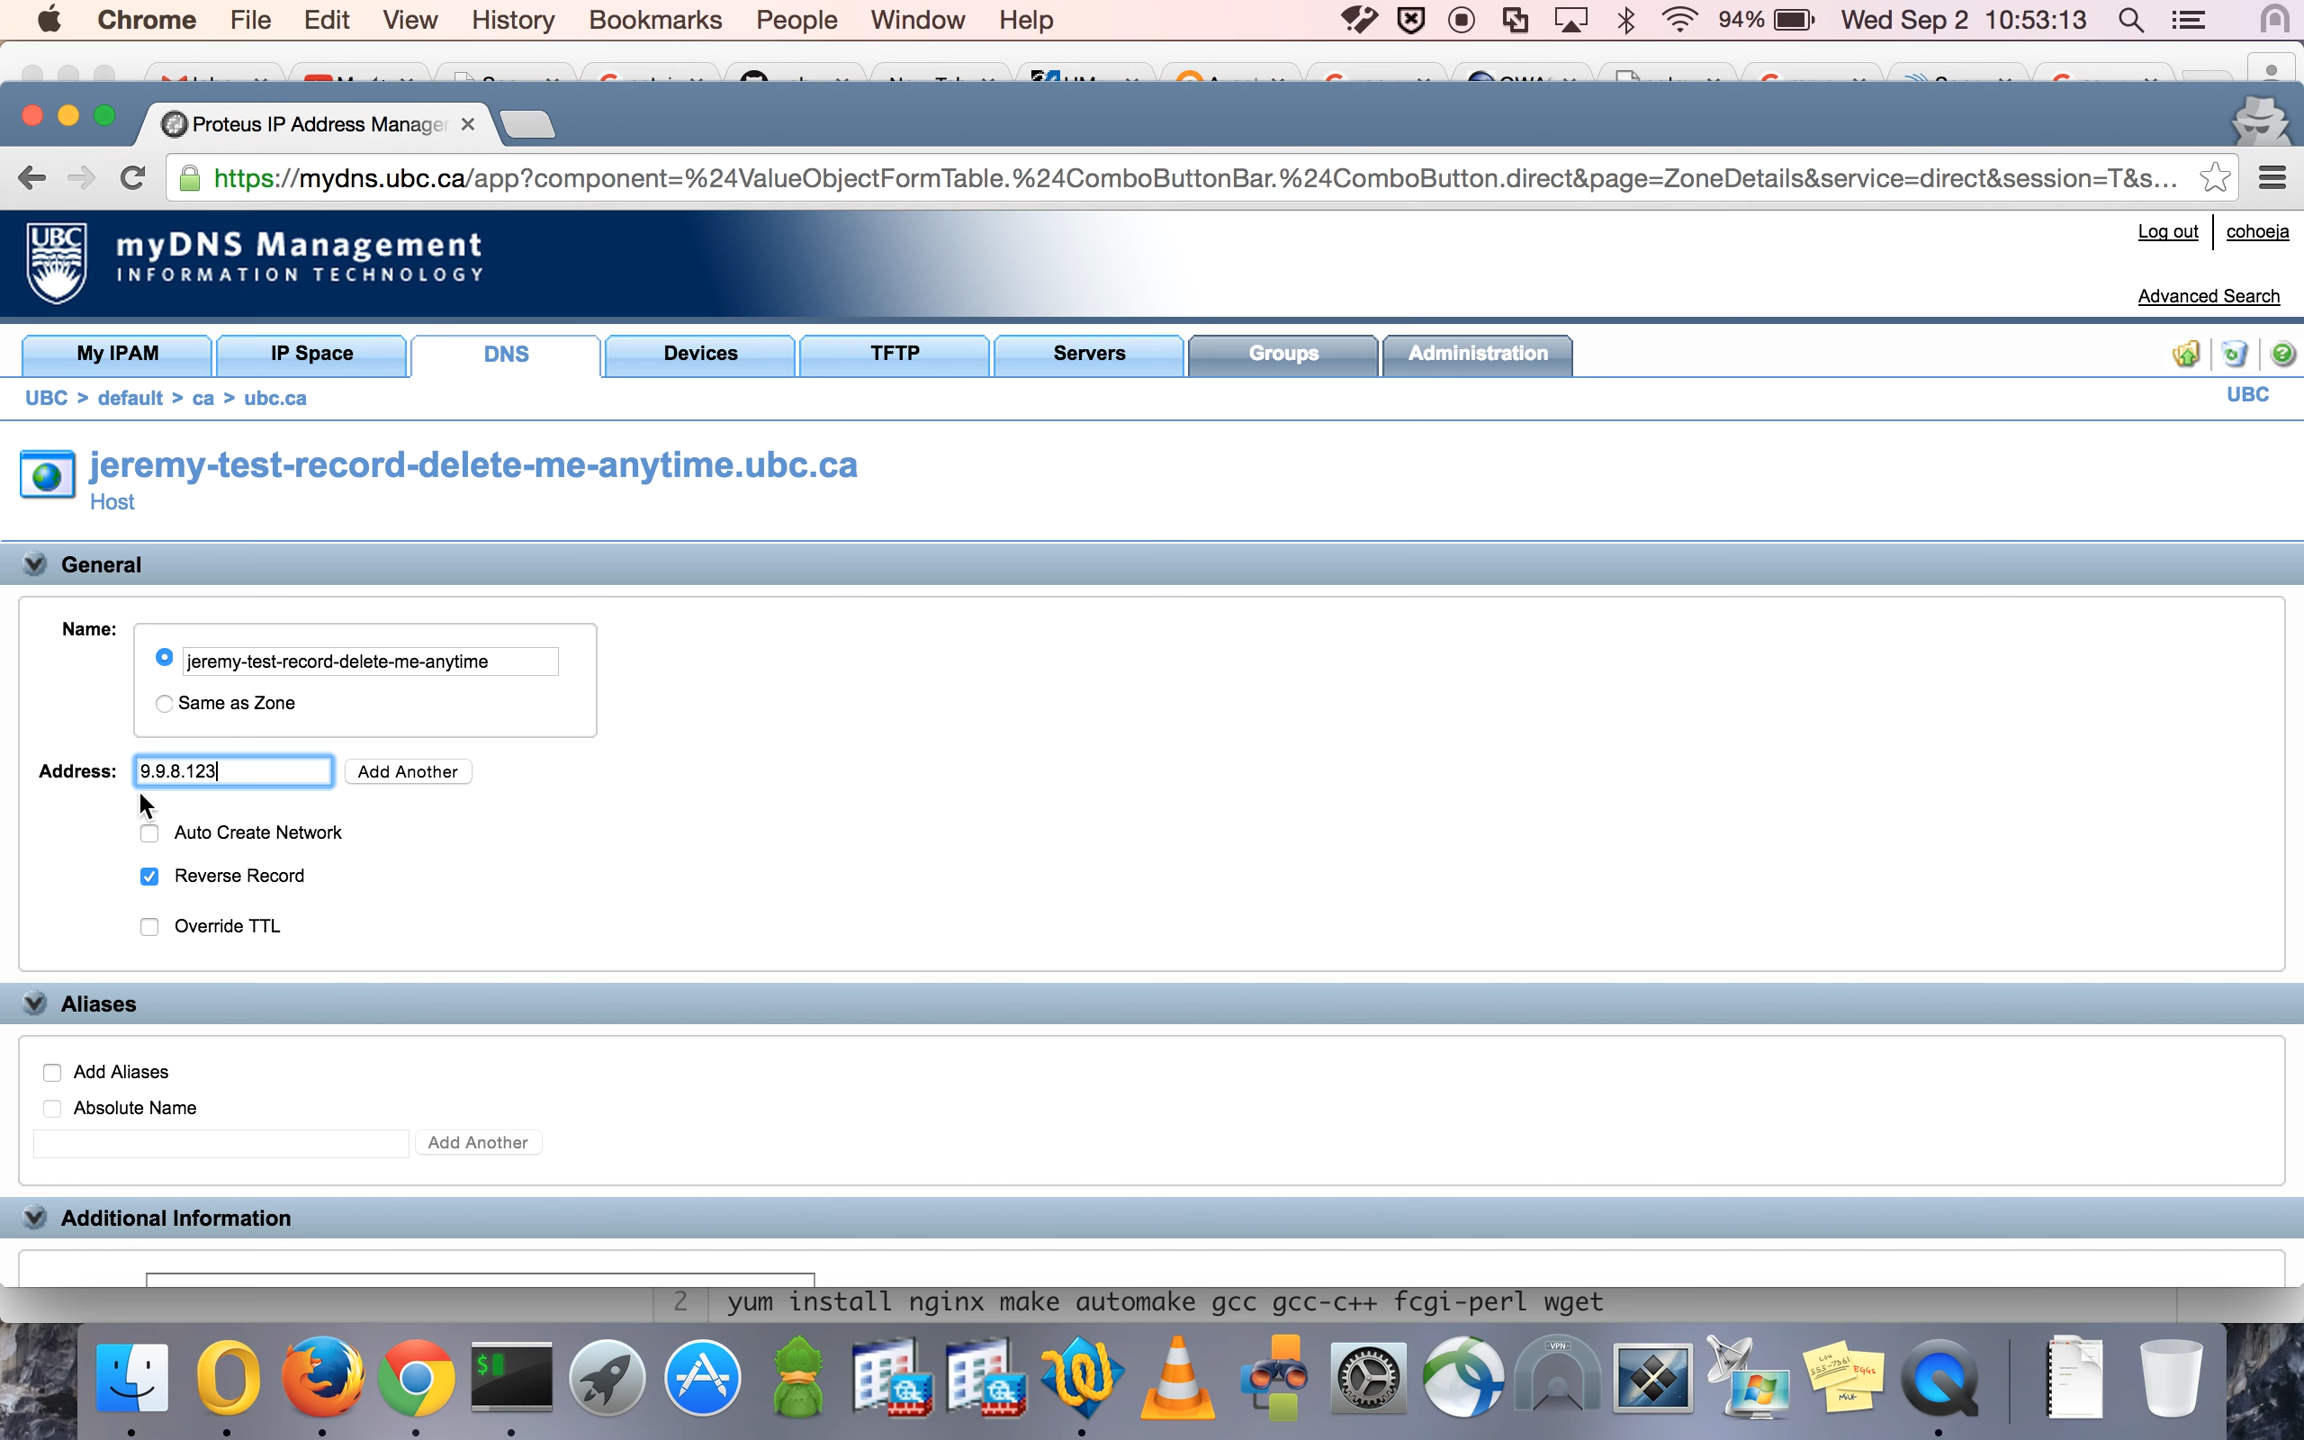 Chrome File Edit View History Bookmarks People Window Help 94% Wed Sep 2 10:53:13
Proteus IP Address Manager
https://mydns.ubc.ca/app?component=%24ValueObjectFormTable.%24ComboButtonBar.%24ComboButton.direct&page=ZoneDetails&service=direct&session=T&s...
UBC
myDNS Management
INFORMATION TECHNOLOGY
Log out cohoeja
Advanced Search
My IPAM IP Space DNS Devices TFTP Servers Groups Administration
UBC > default > ca > ubc.ca UBC
jeremy-test-record-delete-me-anytime.ubc.ca
Host
General
Name:
jeremy-test-record-delete-me-anytime
Same as Zone
Address: 9.9.8.123 Add Another
Auto Create Network
Reverse Record
Override TTL
Aliases
Add Aliases
Absolute Name
Add Another
Additional Information
2 yum install nginx make automake gcc gcc-c++ fcgi-perl wget
VPN
555-7361
EGGS
MILK